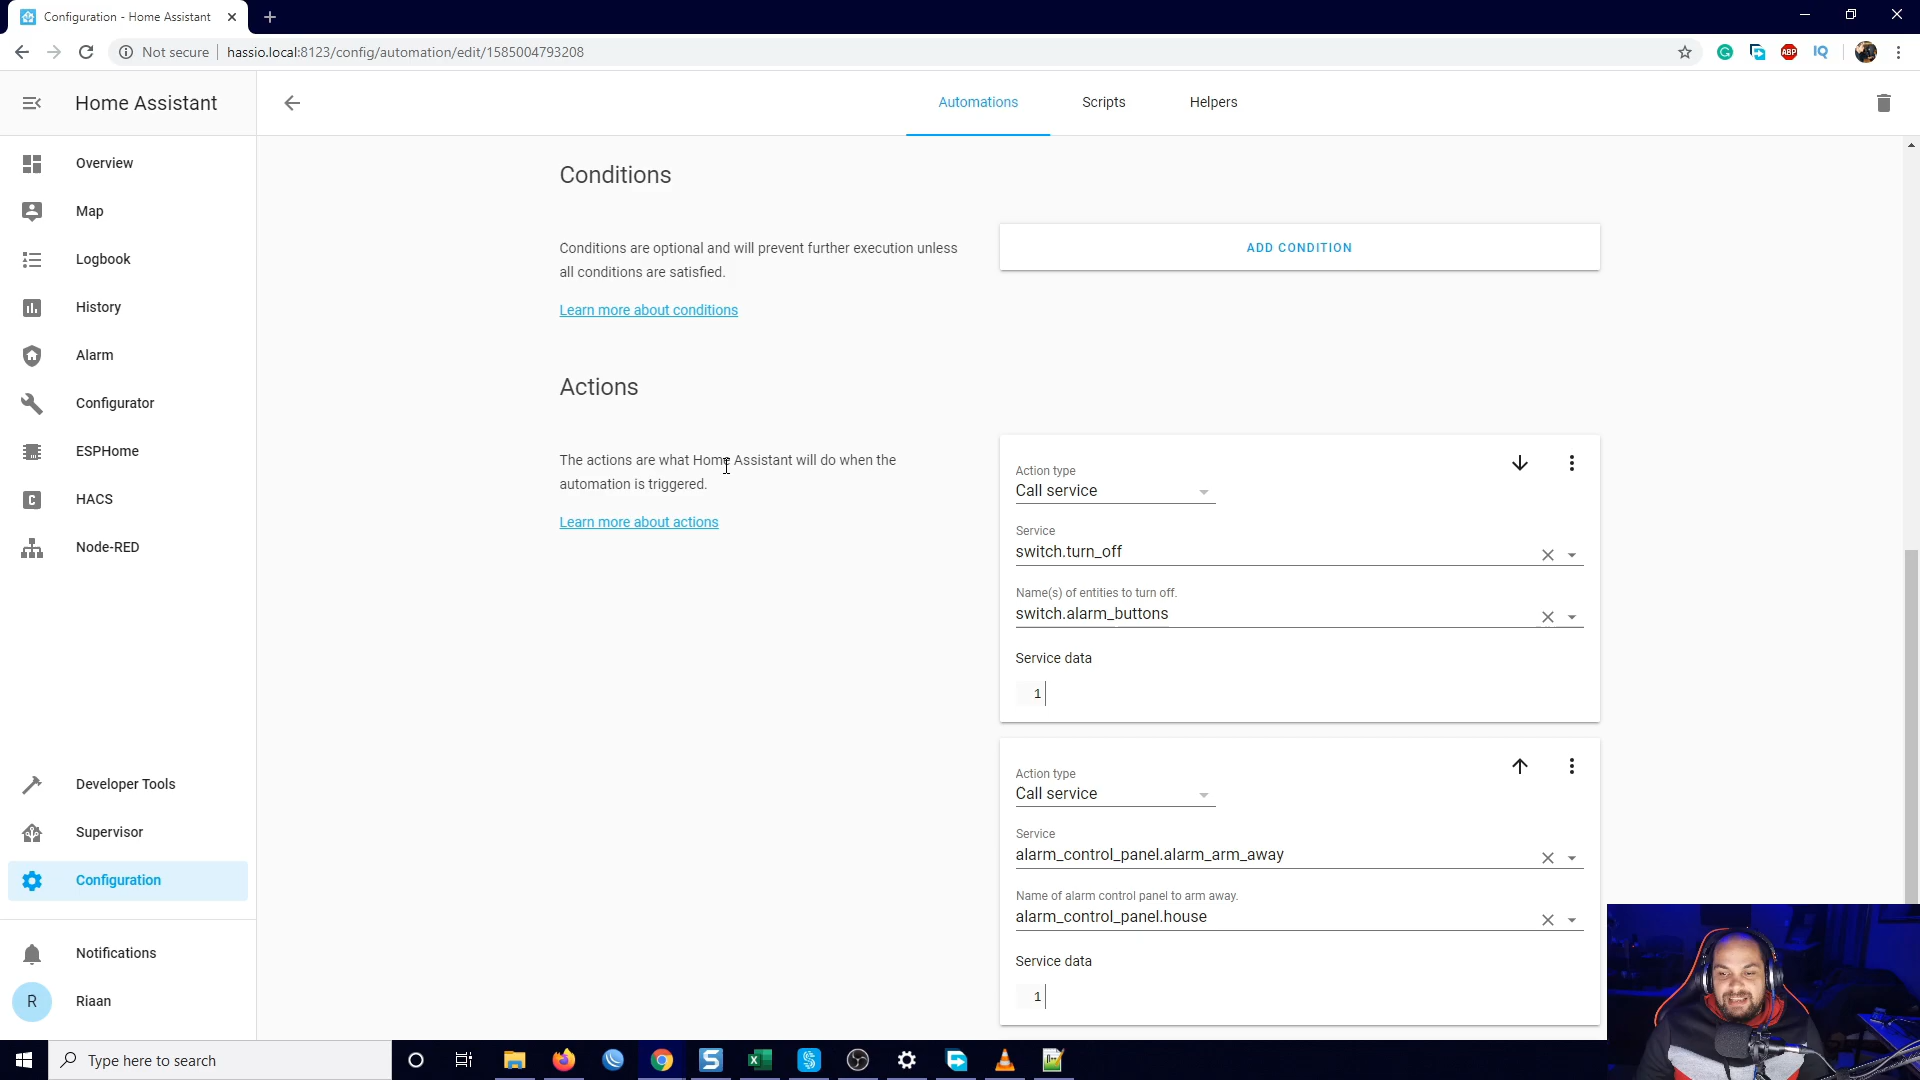 Configuration - Home Assistant
Not secure
hassio.local:8123/config/automation/edit/1585004793208
ABP
IQ
Home Assistant
Automations
Scripts
Helpers
Overview
Map
Logbook
History
Alarm
Configurator
ESPHome
C
HACS
Node-RED
Developer Tools
Supervisor
Configuration
Notifications
R
Riaan
Conditions
Conditions are optional and will prevent further execution unless
all conditions are satisfied.
Learn more about conditions
ADD CONDITION
Actions
The actions are what Home Assistant will do when the
automation is triggered.
Learn more about actions
Action type
Call service
Service
switch.turn_off
Name(s) of entities to turn off.
switch.alarm_buttons
Service data
1
Action type
Call service
Service
alarm_control_panel.alarm_arm_away
Name of alarm control panel to arm away.
alarm_control_panel.house
Service data
1
Type here to search